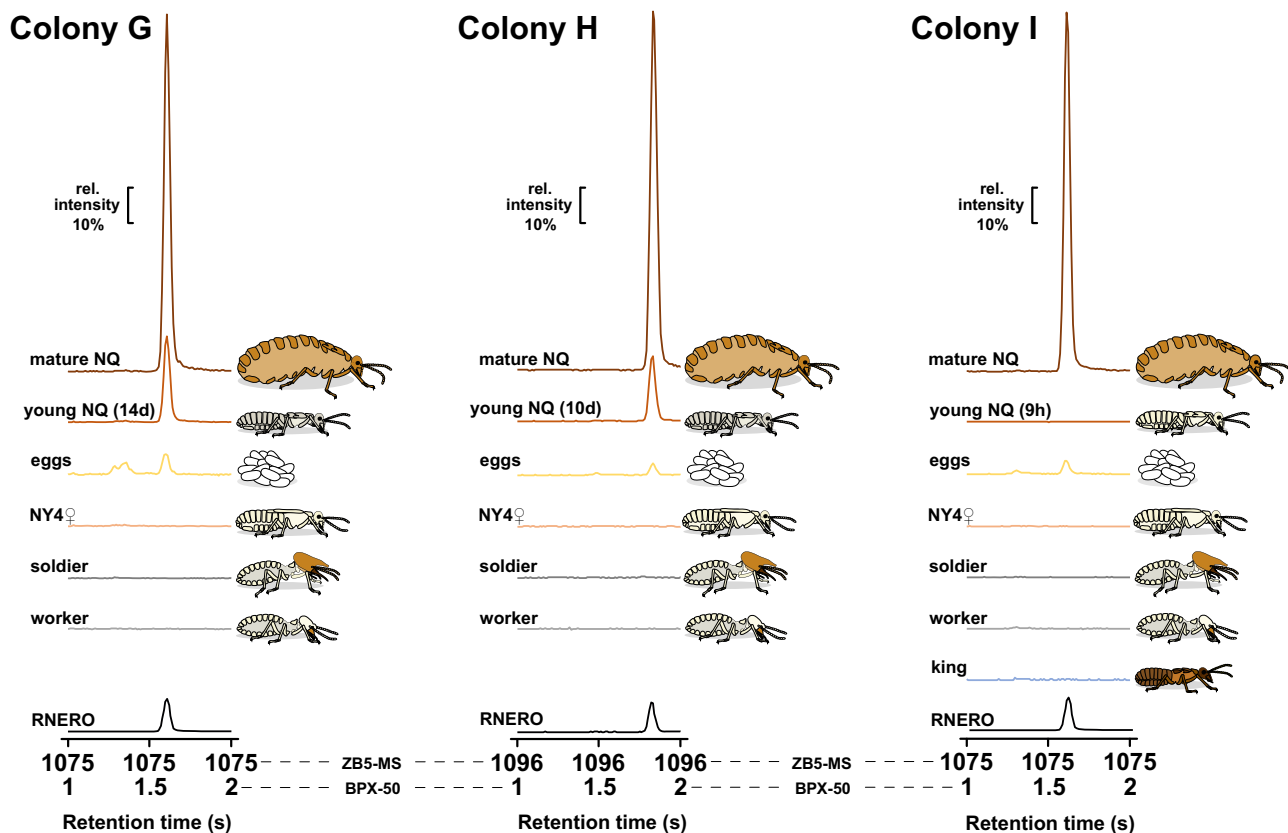 Colony G
Colony H
Colony I
rel.
intensity
10%
rel.
intensity
10%
rel.
intensity
10%
mature NQ
mature NQ
mature NQ
young NQ (14d)
young NQ (10d)
young NQ (9h)
eggs
eggs
eggs
NY4♀
NY4♀
NY4♀
soldier
soldier
soldier
worker
worker
worker
king
RNERO
RNERO
RNERO
1075 1075 1075 ZB5-MS 1096 1096 1096 ZB5-MS 1075 1075 1075
1 1.5 2 BPX-50 1 1.5 2 BPX-50 1 1.5 2
Retention time (s)
Retention time (s)
Retention time (s)